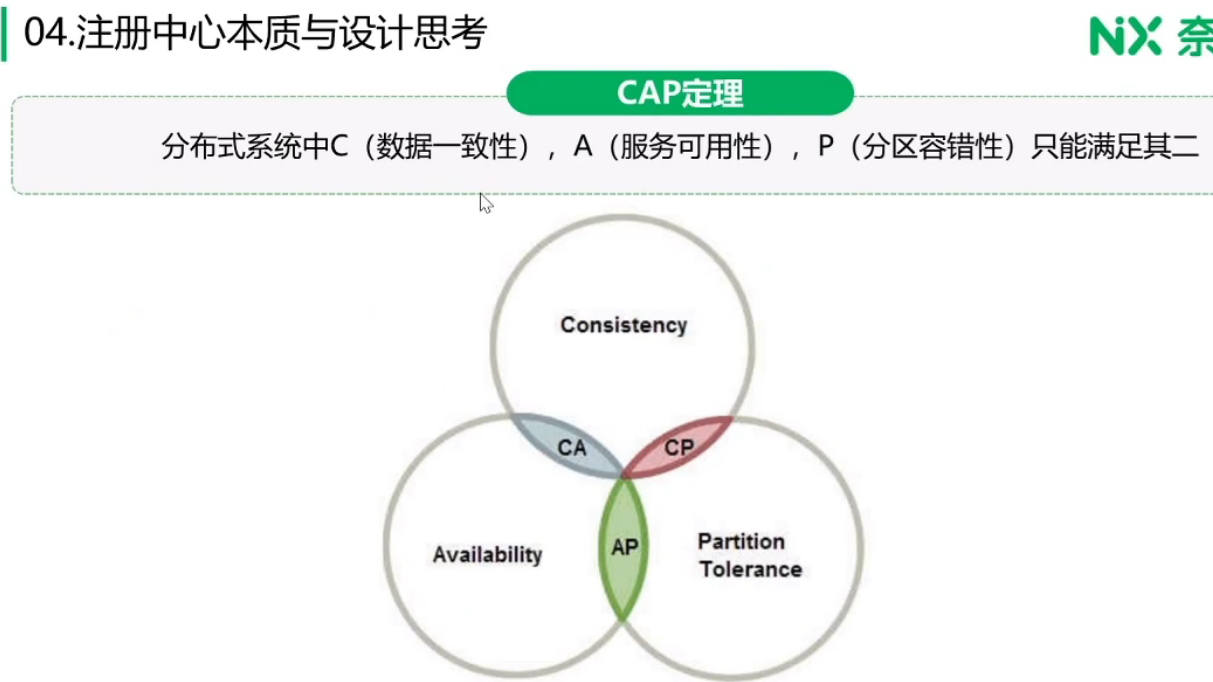 04.注册中心本质与设计思考
NiX 奈
CAP定理
分布式系统中C（数据一致性），A（服务可用性），P（分区容错性）只能满足其二
Consistency
CA
CP
Availability
AP
Partition
Tolerance